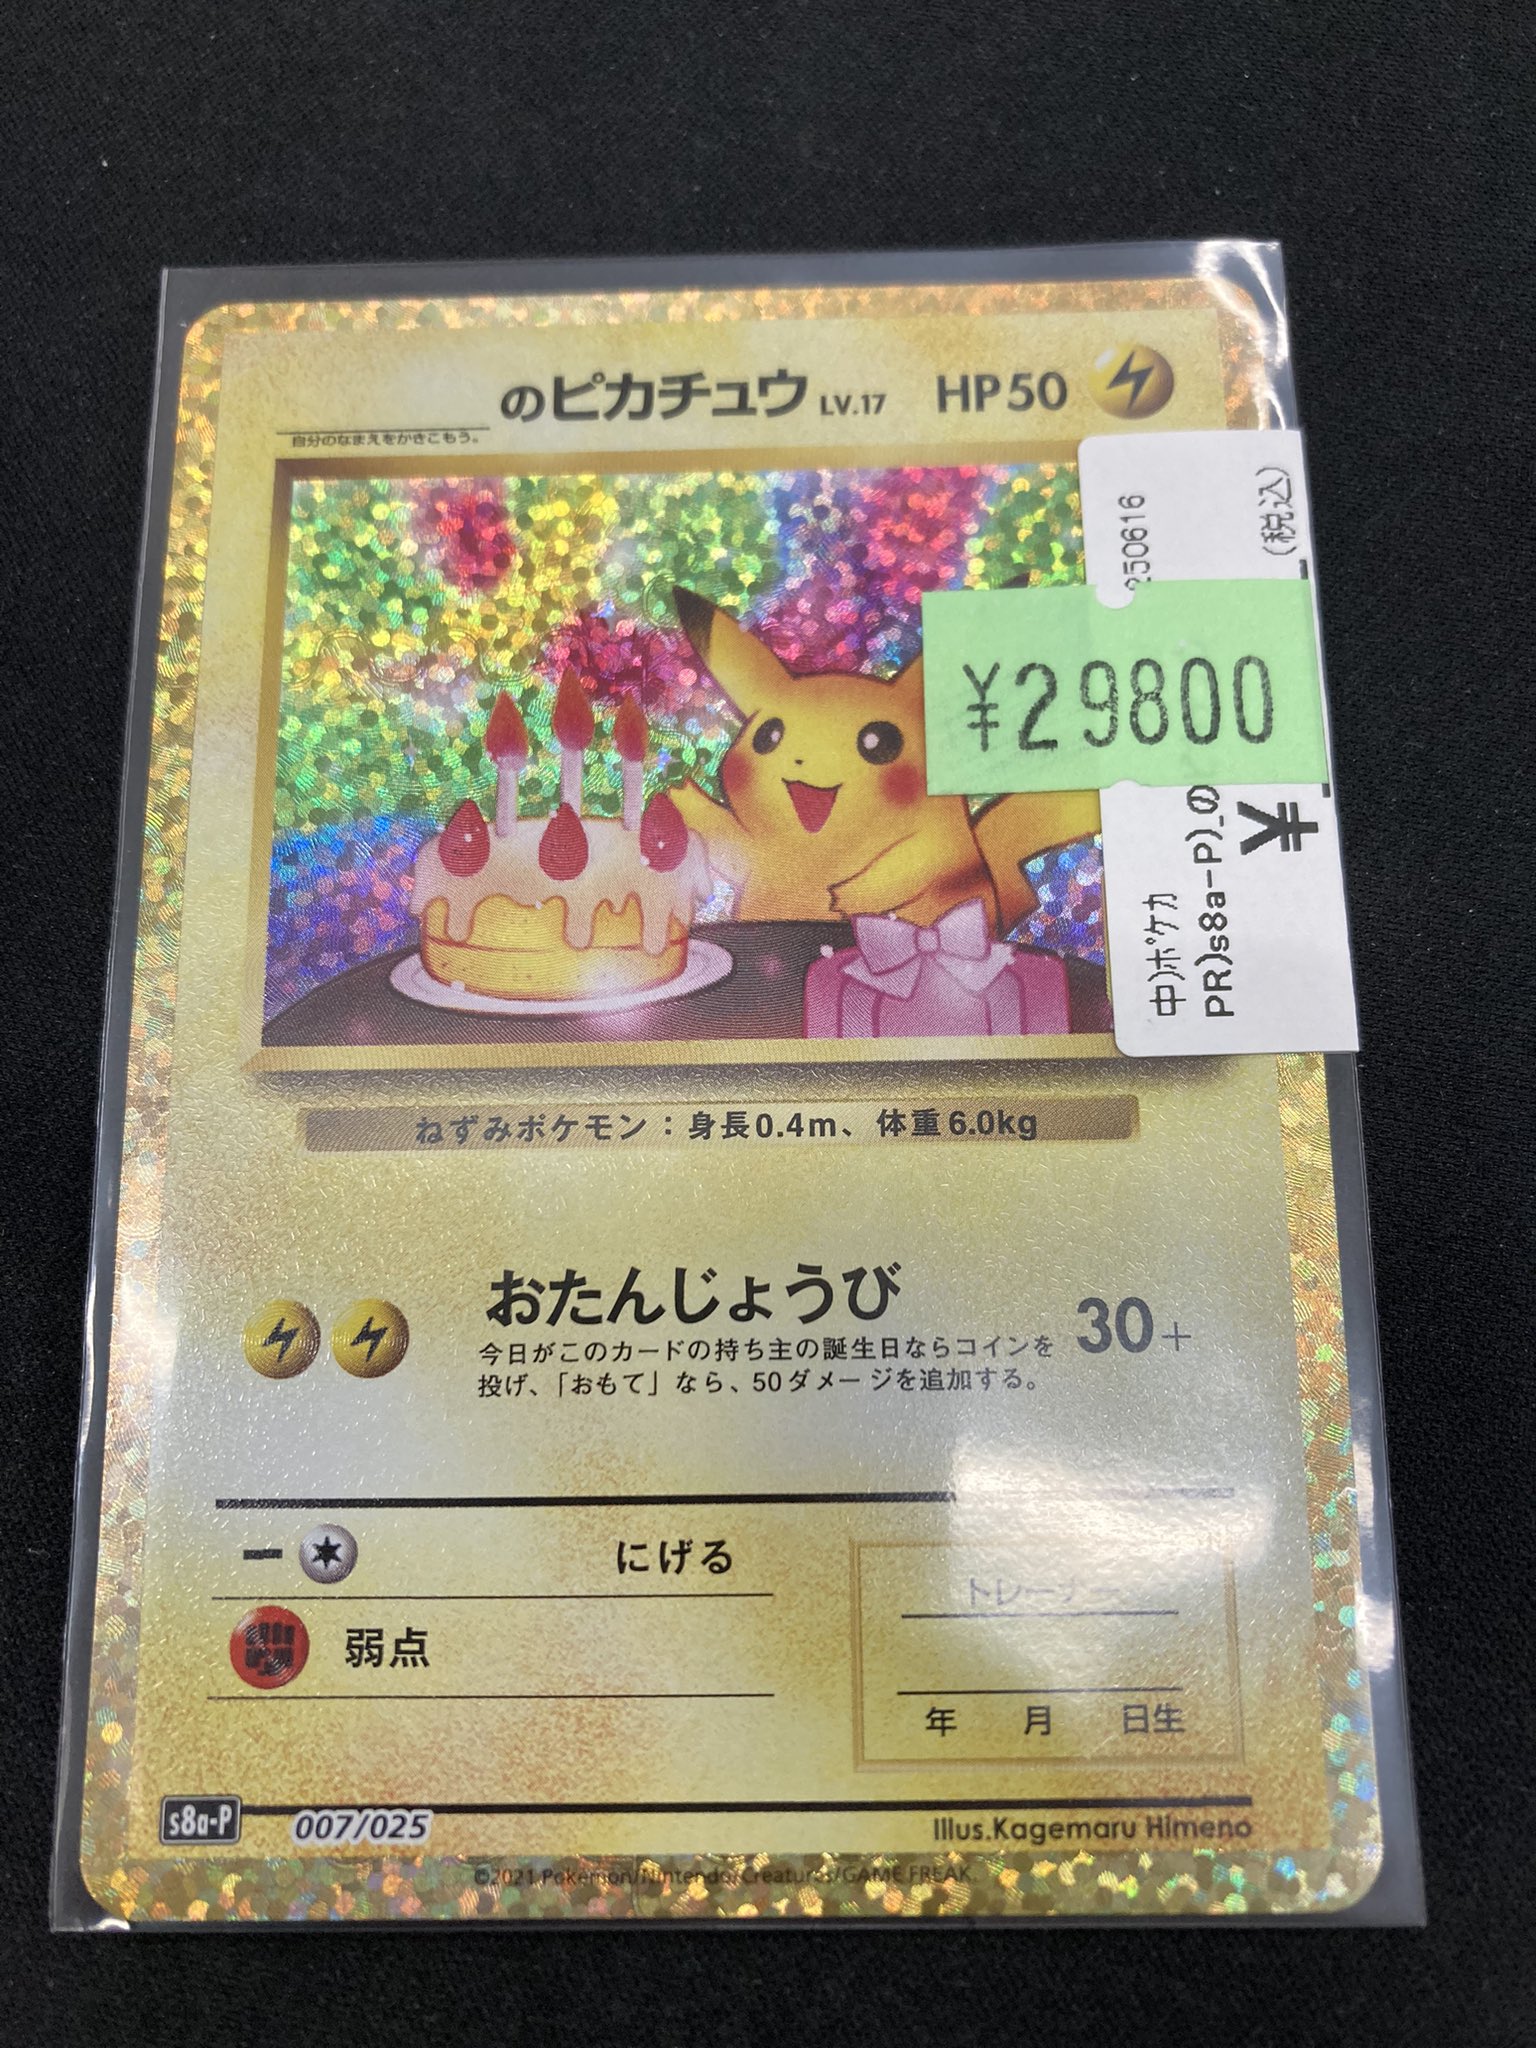 のピカチュウ LV.17 HP50
自分のなまえをかきこもう。
250616
(税込)
¥29800
¥
中)ポケカ
PR)s8a-P)_の
ねずみポケモン：身長0.4m、体重6.0kg
おたんじょうび 30+
今日がこのカードの持ち主の誕生日ならコインを
投げ、「おもて」なら、50ダメージを追加する。
にげる
弱点
トレーナー
年 月 日生
s8a-P 007/025
Illus.Kagemaru Himeno
©2021 Pokémon/Nintendo/Creatures/GAME FREAK.